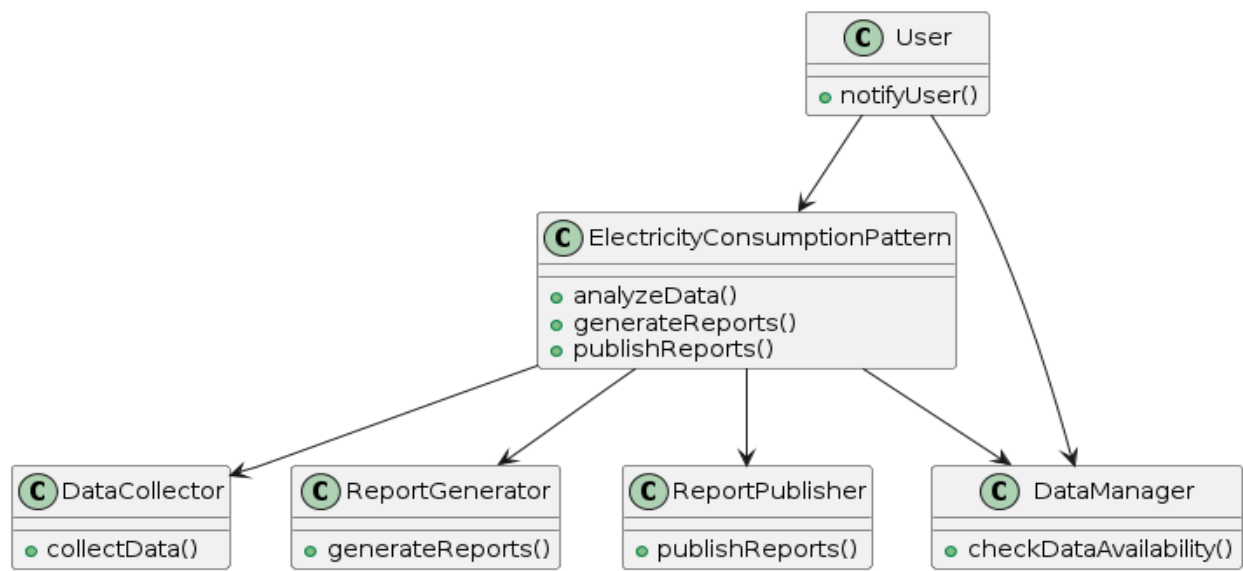 C User
notifyUser()
C ElectricityConsumptionPattern
analyzeData()
generateReports()
publishReports()
C DataCollector
collectData()
C ReportGenerator
generateReports()
C ReportPublisher
publishReports()
C DataManager
checkDataAvailability()